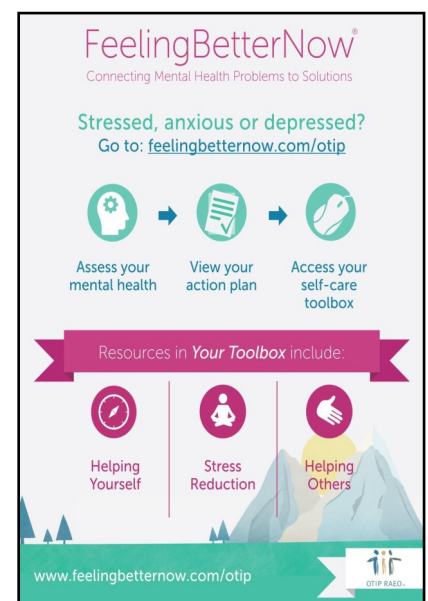 FeelingBetterNow®
Connecting Mental Health Problems to Solutions
Stressed, anxious or depressed?
Go to: feelingbetternow.com/otip
Assess your
mental health
View your
action plan
Access your
self-care
toolbox
Resources in Your Toolbox include:
Helping
Yourself
Stress
Reduction
Helping
Others
www.feelingbetternow.com/otip
OTIP RAEO®